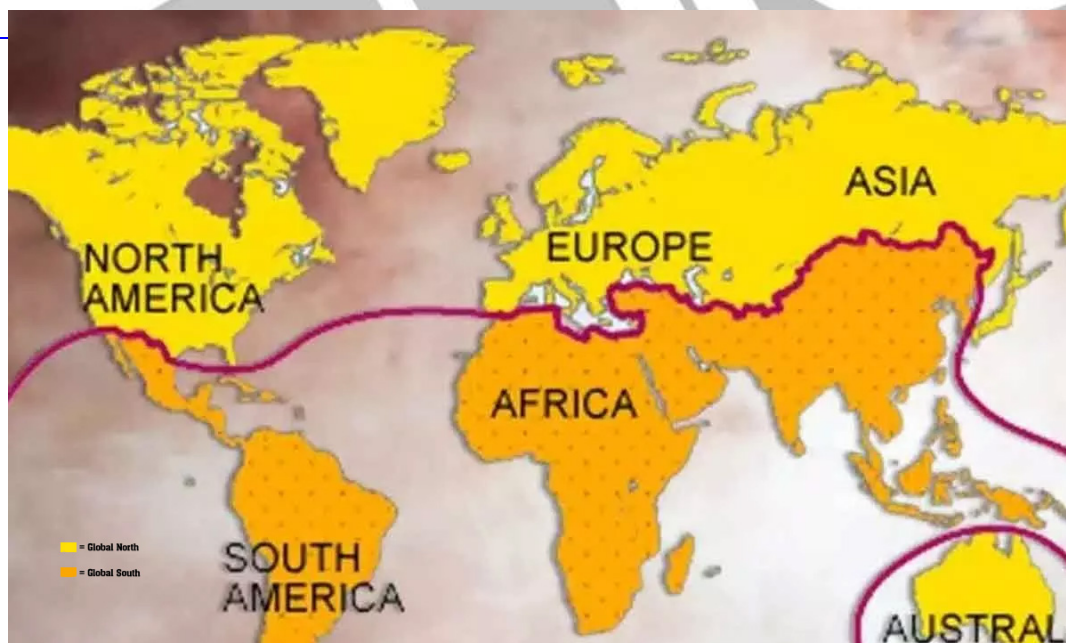 ASIA
EUROPE
NORTH
AMERICA
AFRICA
= Global North
= Global South
SOUTH
AMERICA
AUSTRAL